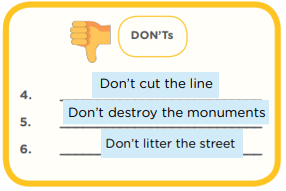 DON'Ts
4. Don't cut the line
5. Don't destroy the monuments
6. Don't litter the street